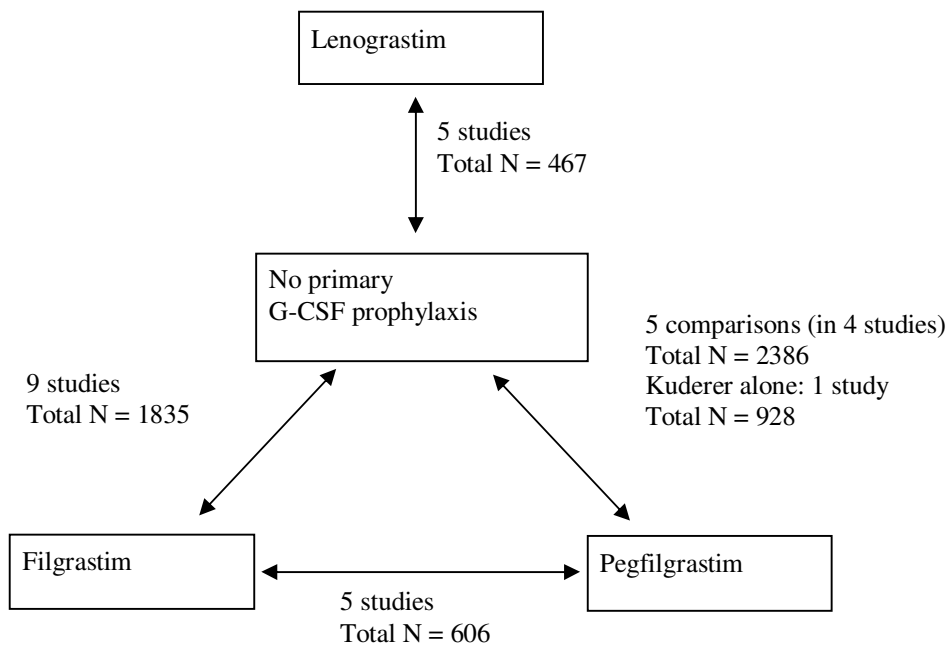 Lenograstim
5 studies
Total N = 467
No primary
G-CSF prophylaxis
5 comparisons (in 4 studies)
Total N = 2386
Kuderer alone: 1 study
Total N = 928
9 studies
Total N = 1835
Filgrastim
Pegfilgrastim
5 studies
Total N = 606